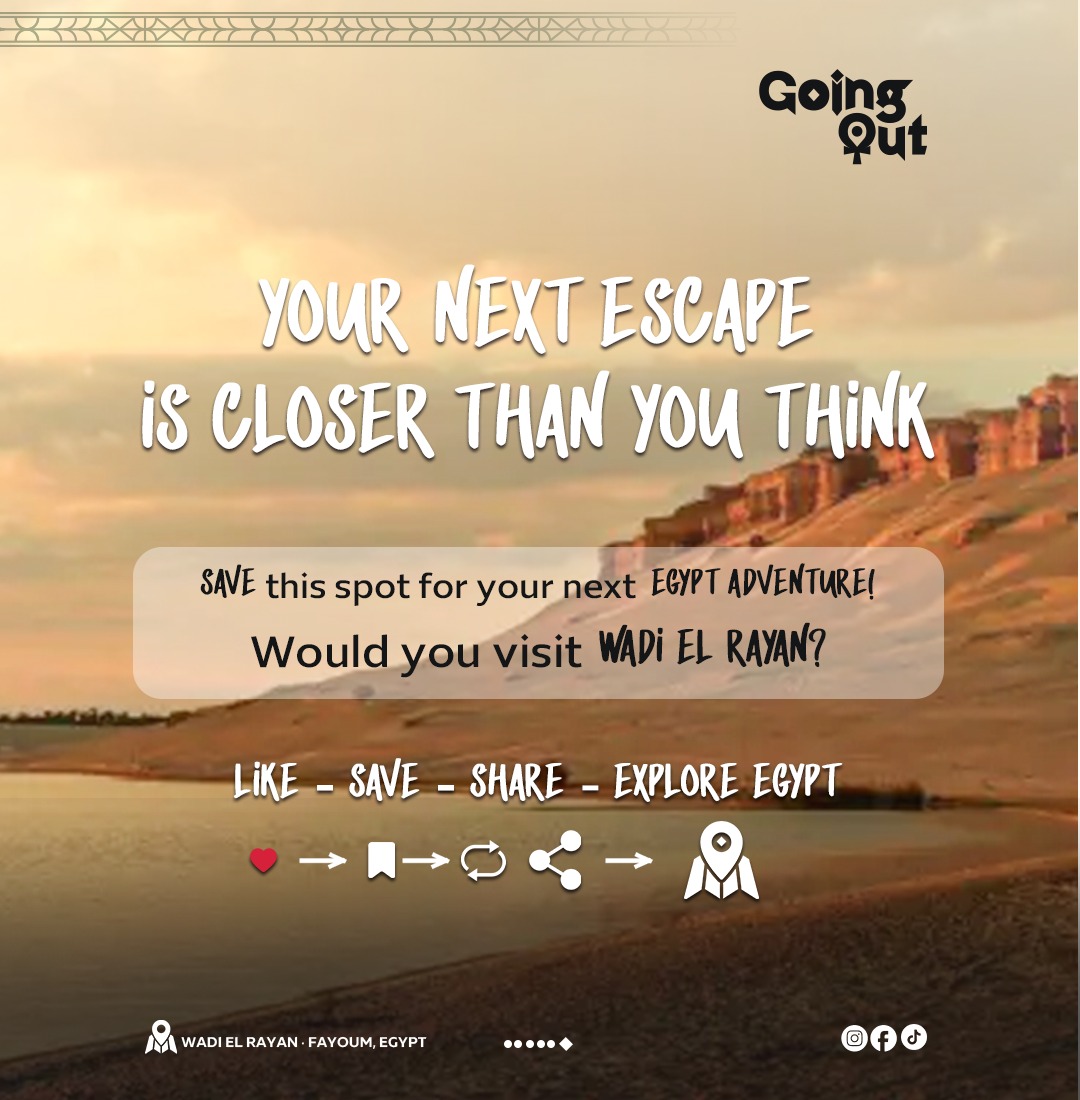 Going
Out
YOUR NEXT ESCAPE
iS CLOSER THAN YOU THiNK
SAVE this spot for your next EGYPT ADVENTURE!
Would you visit WADi EL RAYAN?
LiKE - SAVE - SHARE - EXPLORE EGYPT
WADI EL RAYAN · FAYOUM, EGYPT